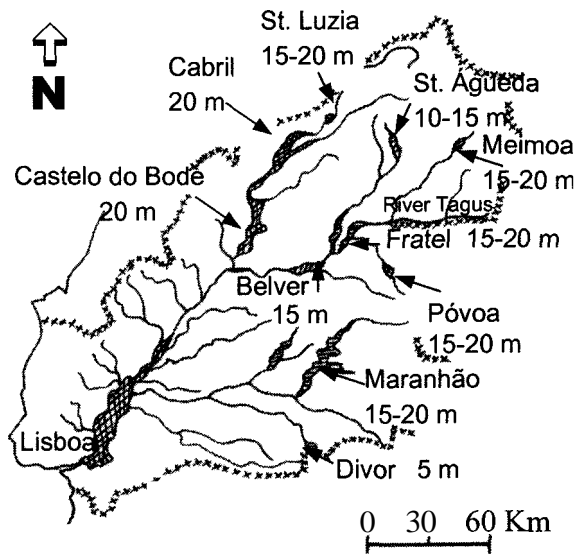 St. Luzia
15-20 m
Cabril
20 m
N
St. Águeda
10-15 m
Meimoa
15-20 m
Castelo do Bode
20 m
River Tagus
Fratel 15-20 m
Belver
15 m
Póvoa
15-20 m
Maranhão
15-20 m
Lisboa
Divor 5 m
0 30 60 Km